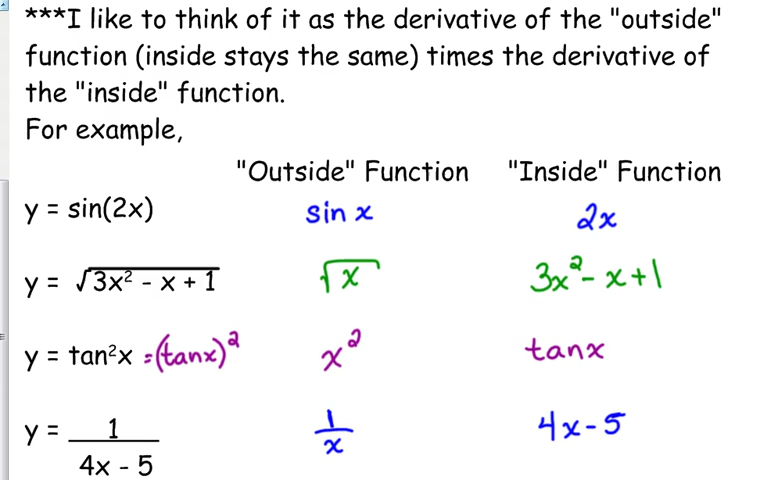 ***I like to think of it as the derivative of the "outside"
function (inside stays the same) times the derivative of
the "inside" function.
For example,
"Outside" Function "Inside" Function
y = sin(2x) sin x 2x
y = √(3x² - x + 1) √x 3x² - x + 1
y = tan²x = (tanx)² x² tanx
y = 1/(4x - 5) 1/x 4x - 5